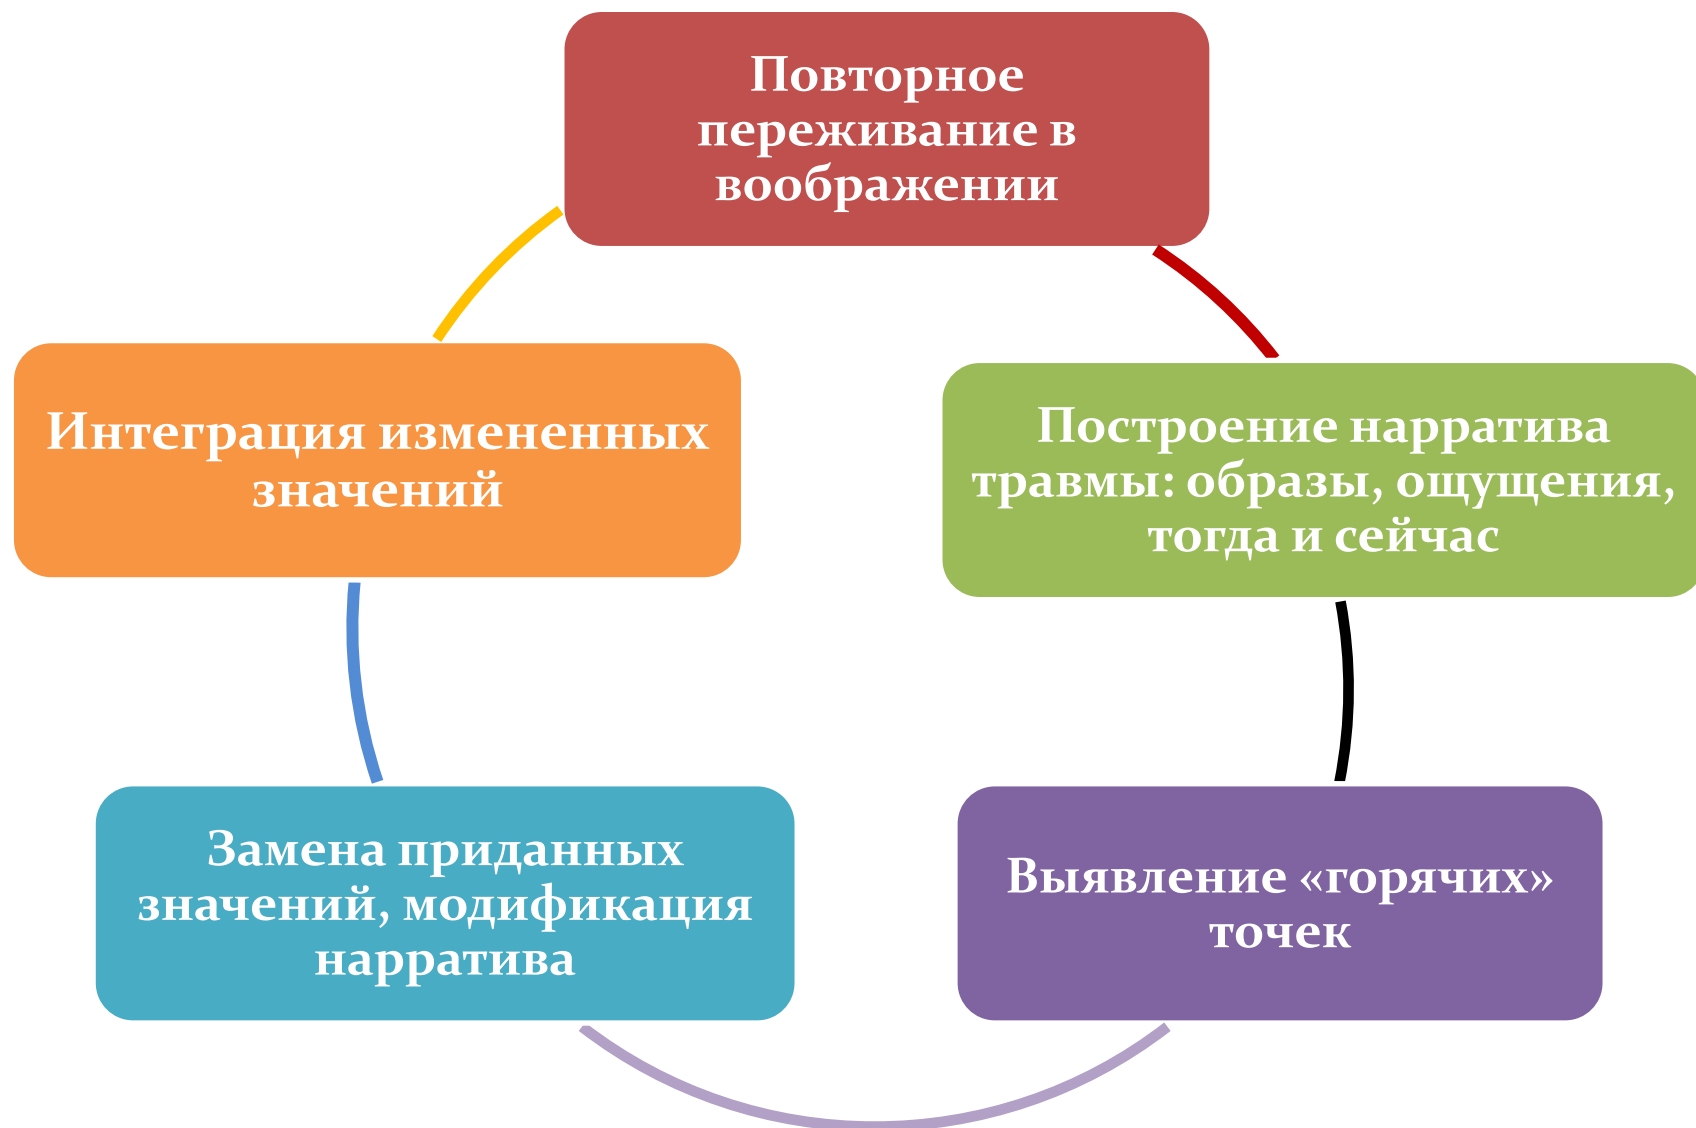 Повторное
переживание в
воображении
Построение нарратива
травмы: образы, ощущения,
тогда и сейчас
Выявление «горячих»
точек
Замена приданных
значений, модификация
нарратива
Интеграция измененных
значений